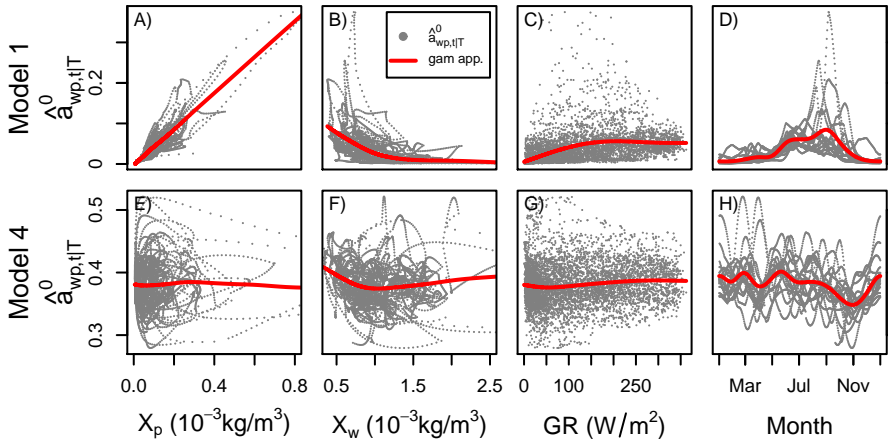 A)
B)
C)
D)
â⁰wp,t|T
gam app.
Model 1
â⁰wp,t|T
0
0.2
E)
F)
G)
H)
Model 4
â⁰wp,t|T
0.3
0.4
0.5
0.0 0.4 0.8
0.5 1.5 2.5
0 100 250
Mar Jul Nov
X_p (10⁻³kg/m³)
X_w (10⁻³kg/m³)
GR (W/m²)
Month